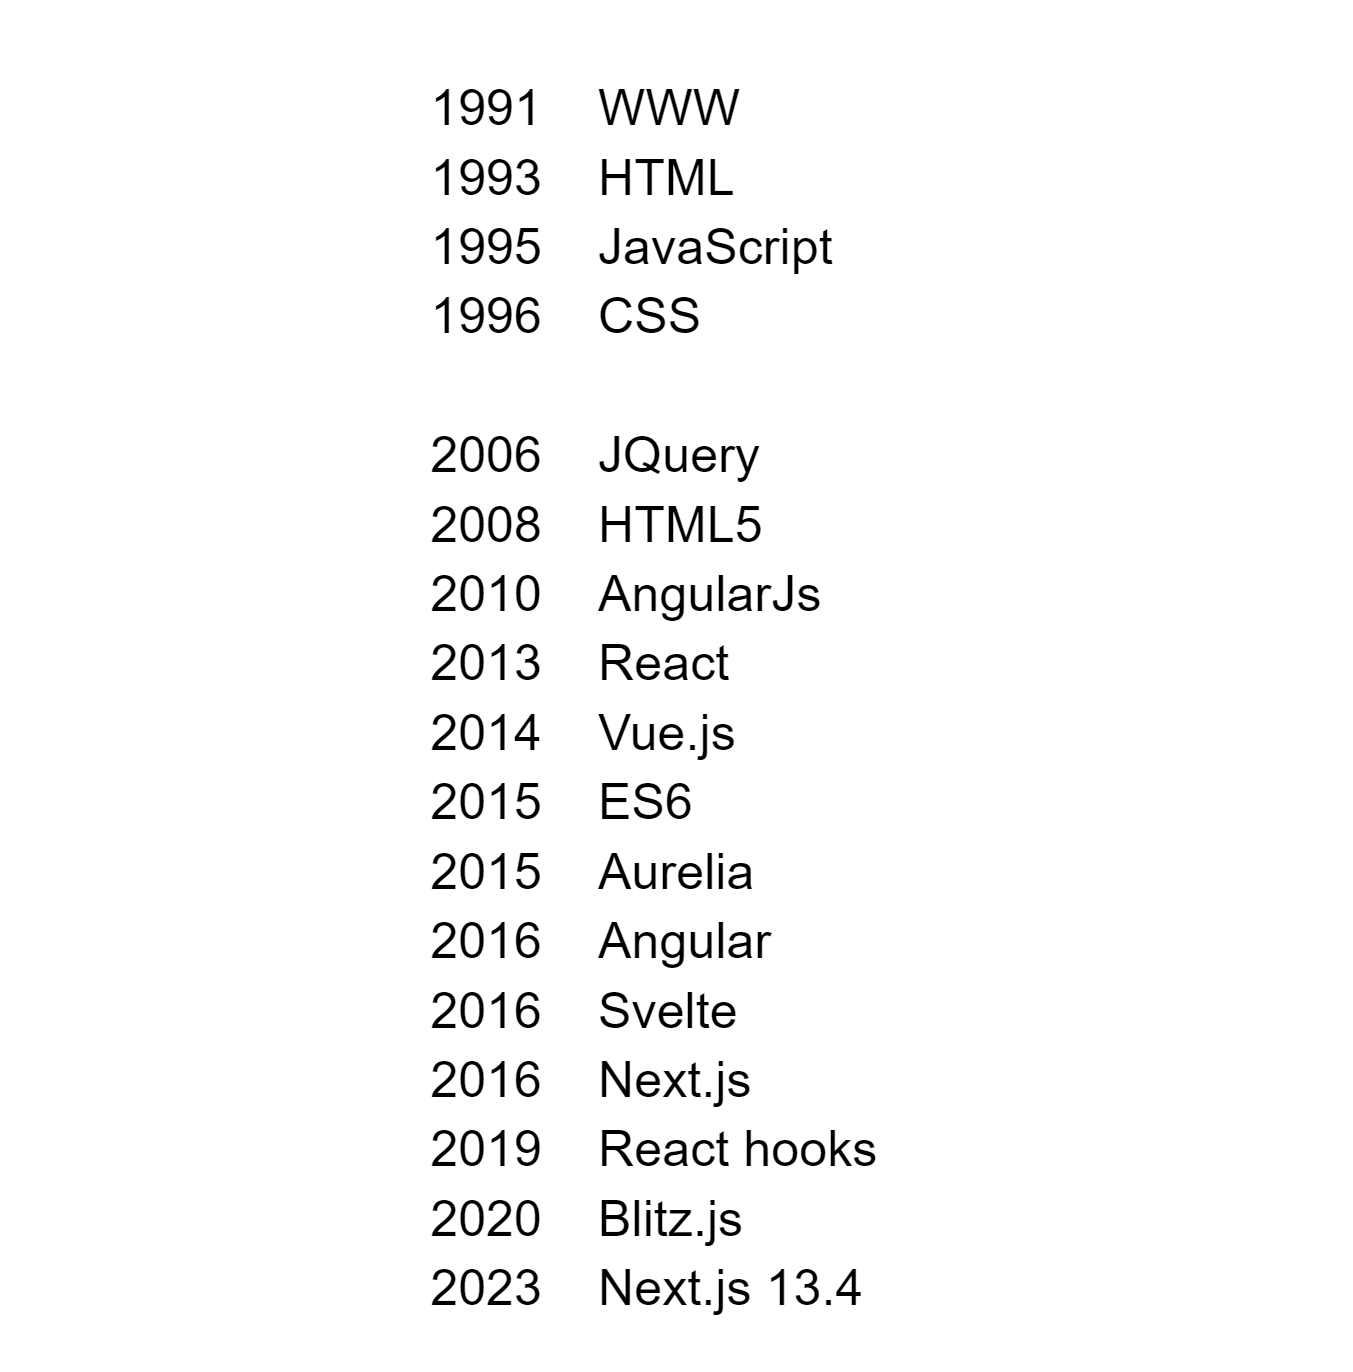 1991 WWW
1993 HTML
1995 JavaScript
1996 CSS
2006 JQuery
2008 HTML5
2010 AngularJs
2013 React
2014 Vue.js
2015 ES6
2015 Aurelia
2016 Angular
2016 Svelte
2016 Next.js
2019 React hooks
2020 Blitz.js
2023 Next.js 13.4